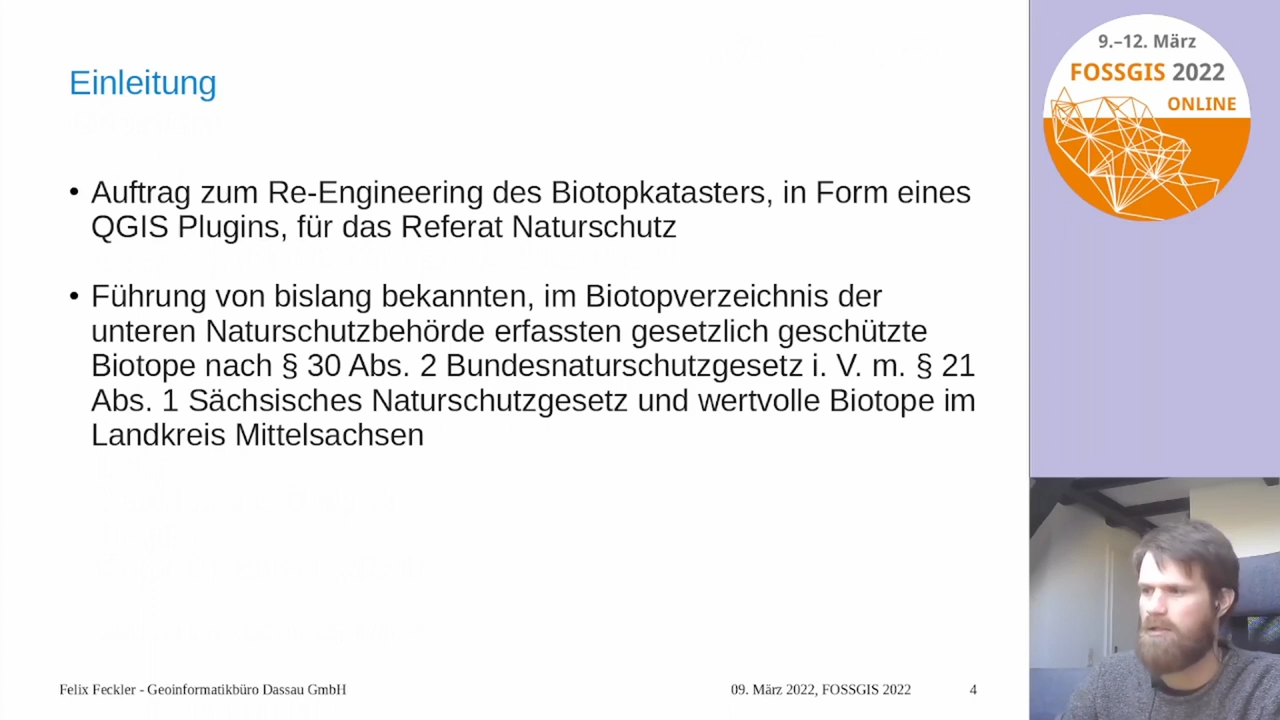 Einleitung
• Auftrag zum Re-Engineering des Biotopkatasters, in Form eines
QGIS Plugins, für das Referat Naturschutz
• Führung von bislang bekannten, im Biotopverzeichnis der
unteren Naturschutzbehörde erfassten gesetzlich geschützte
Biotope nach § 30 Abs. 2 Bundesnaturschutzgesetz i. V. m. § 21
Abs. 1 Sächsisches Naturschutzgesetz und wertvolle Biotope im
Landkreis Mittelsachsen
Felix Feckler - Geoinformatikbüro Dassau GmbH
09. März 2022, FOSSGIS 2022
4
9.–12. März
FOSSGIS 2022
ONLINE